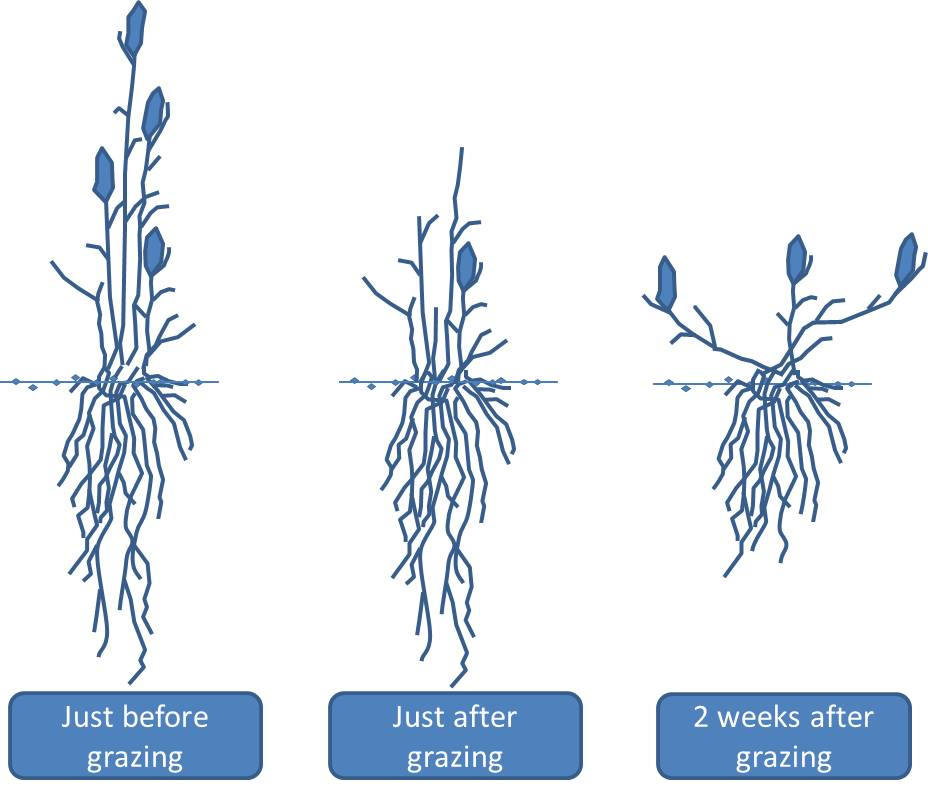 Just before
grazing
Just after
grazing
2 weeks after
grazing